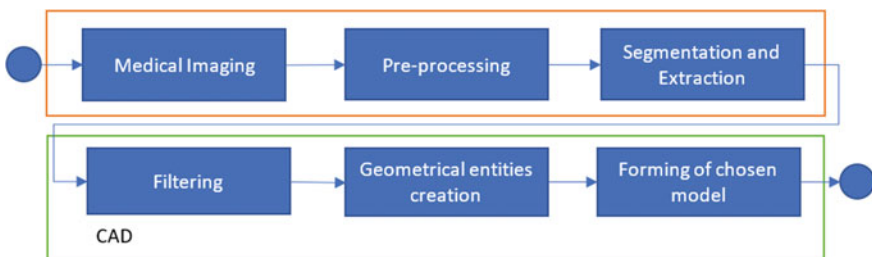 Medical Imaging
Pre-processing
Segmentation and
Extraction
Filtering
Geometrical entities
creation
Forming of chosen
model
CAD